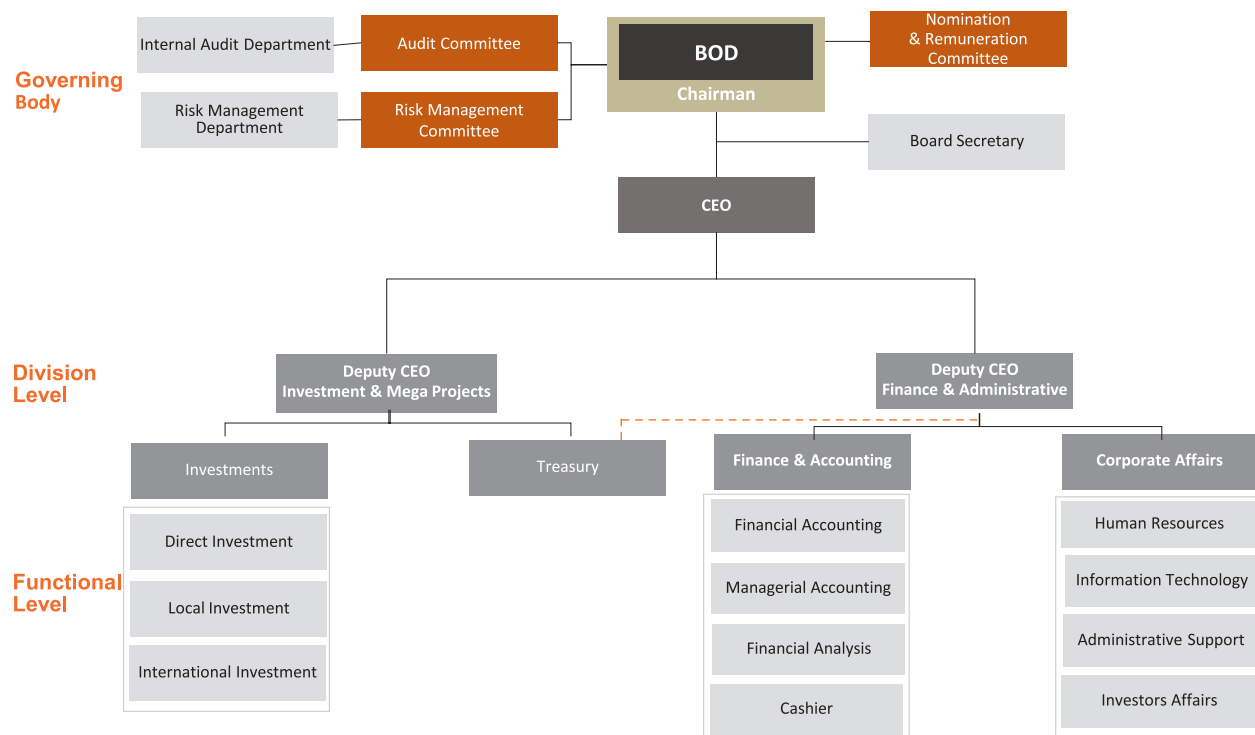 Internal Audit Department
Audit Committee
BOD
Chairman
Nomination
& Remuneration
Committee
Governing
Body
Risk Management
Department
Risk Management
Committee
Board Secretary
CEO
Division
Level
Deputy CEO
Investment & Mega Projects
Deputy CEO
Finance & Administrative
Investments
Treasury
Finance & Accounting
Corporate Affairs
Functional
Level
Direct Investment
Local Investment
International Investment
Financial Accounting
Managerial Accounting
Financial Analysis
Cashier
Human Resources
Information Technology
Administrative Support
Investors Affairs